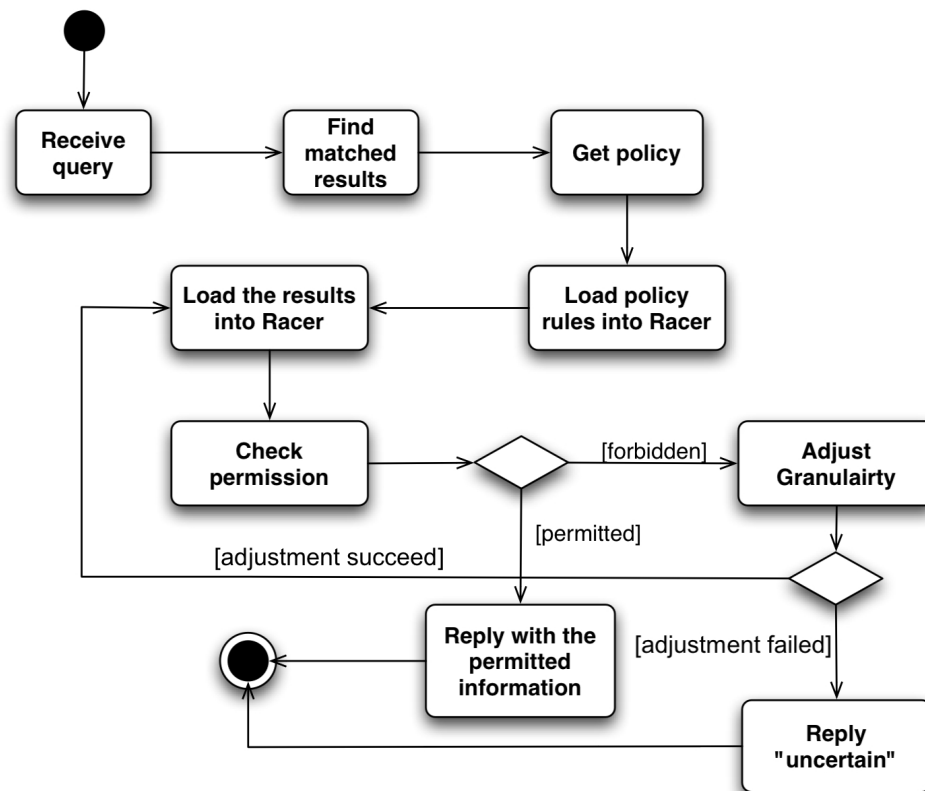 Receive
query
Find
matched
results
Get policy
Load the results
into Racer
Load policy
rules into Racer
Check
permission
[forbidden]
Adjust
Granulairty
[permitted]
[adjustment succeed]
Reply with the
permitted
information
[adjustment failed]
Reply
"uncertain"